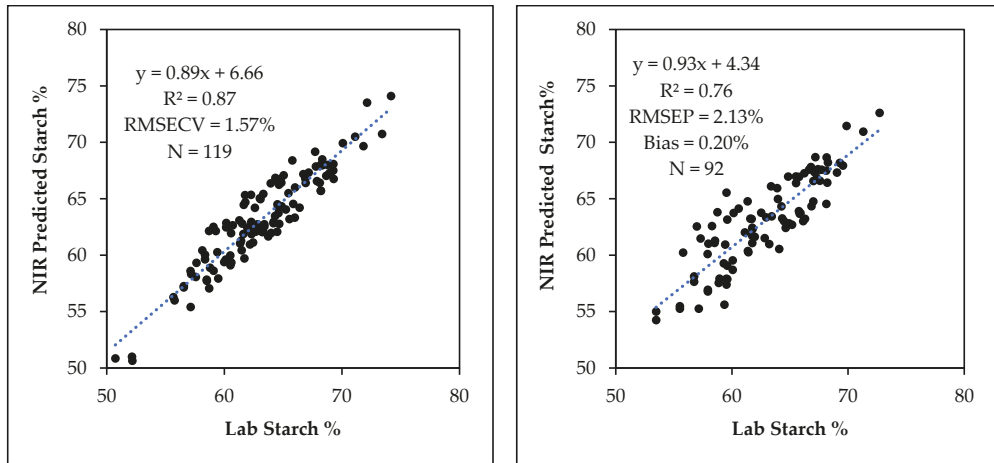 80
75
70
65
60
55
50
NIR Predicted Starch %
y = 0.89x + 6.66
R² = 0.87
RMSECV = 1.57%
N = 119
50 60 70 80
Lab Starch %
80
75
70
65
60
55
50
NIR Predicted Starch%
y = 0.93x + 4.34
R² = 0.76
RMSEP = 2.13%
Bias = 0.20%
N = 92
50 60 70 80
Lab Starch %